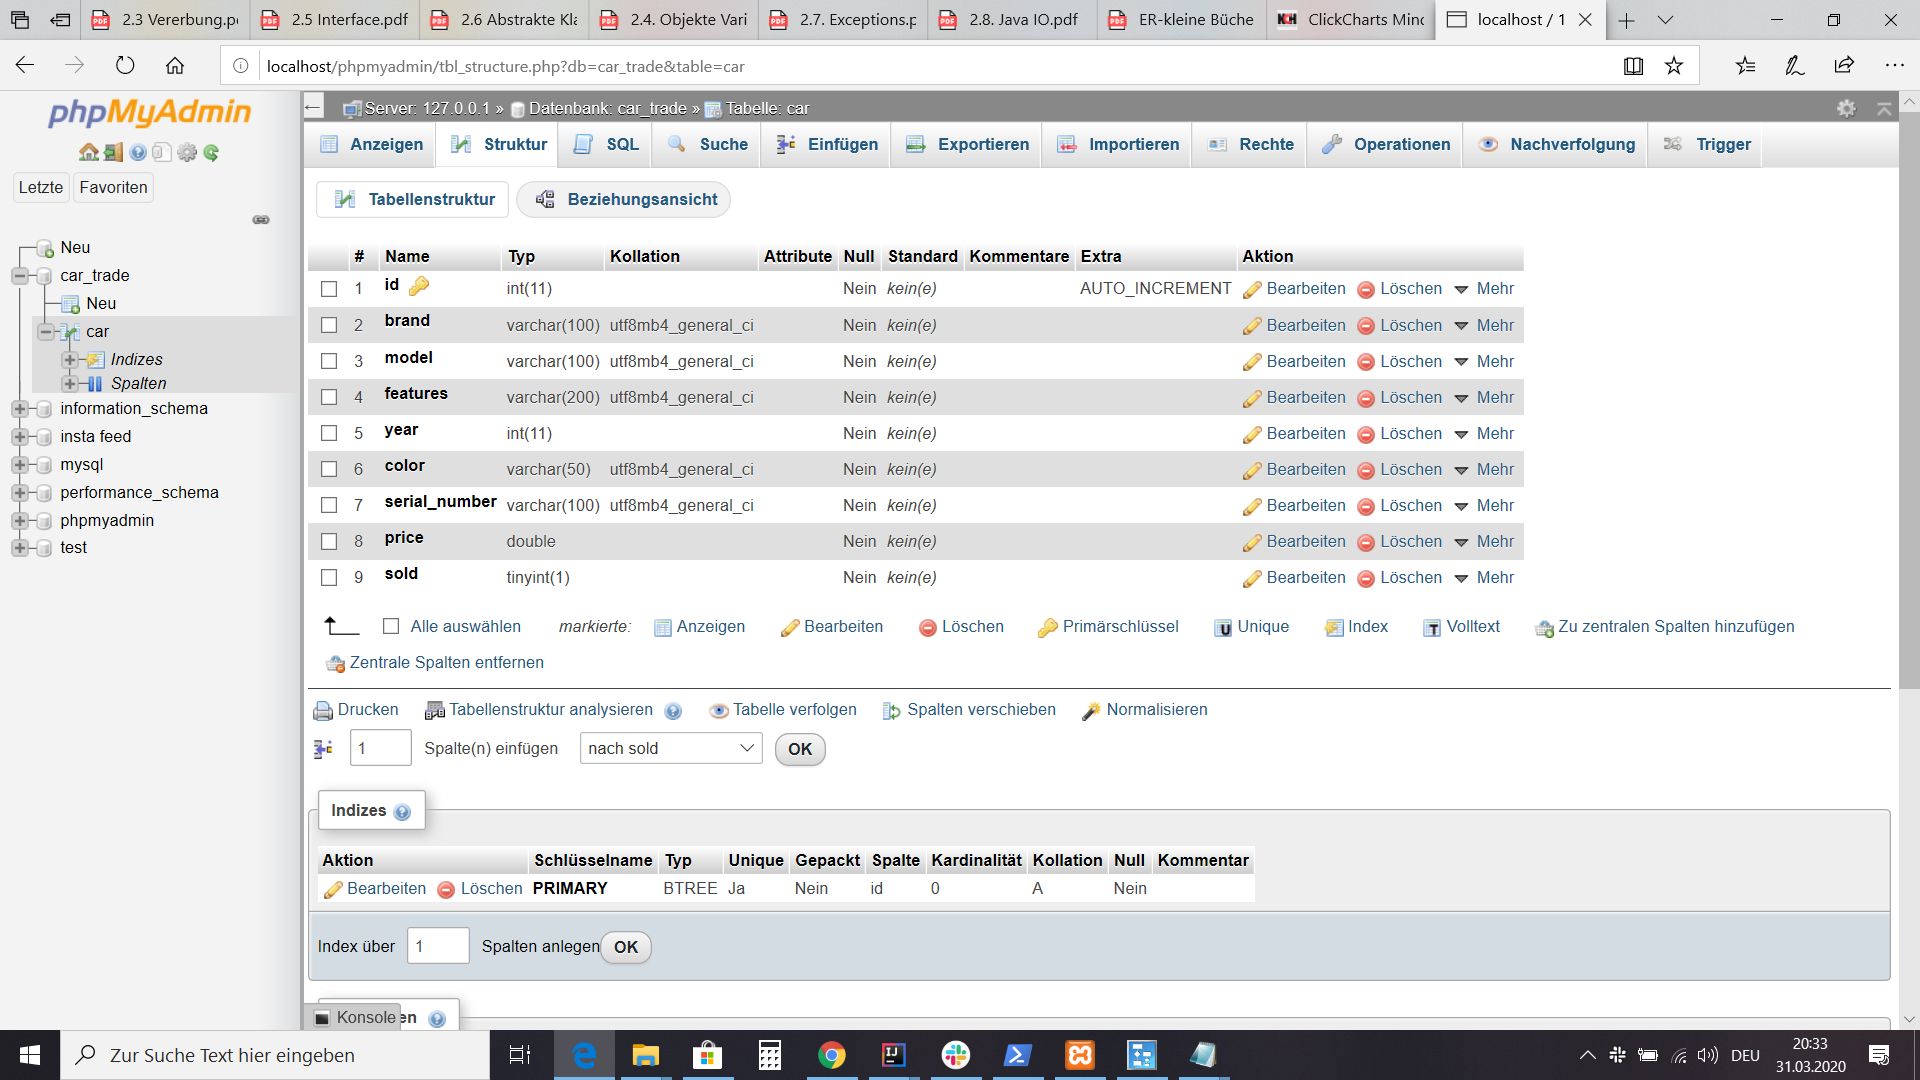 2.3 Vererbung.p
2.5 Interface.pdf
2.6 Abstrakte Kla
2.4. Objekte Vari
2.7. Exceptions.p
2.8. Java IO.pdf
ER-kleine Büche
ClickCharts Mind
localhost / 1
localhost/phpmyadmin/tbl_structure.php?db=car_trade&table=car
phpMyAdmin
Letzte Favoriten
Neu
car_trade
Neu
car
Indizes
Spalten
information_schema
insta feed
mysql
performance_schema
phpmyadmin
test
Server: 127.0.0.1 » Datenbank: car_trade » Tabelle: car
Anzeigen Struktur SQL Suche Einfügen Exportieren Importieren Rechte Operationen Nachverfolgung Trigger
Tabellenstruktur Beziehungsansicht
# Name Typ Kollation Attribute Null Standard Kommentare Extra Aktion
1 id int(11) Nein kein(e) AUTO_INCREMENT Bearbeiten Löschen Mehr
2 brand varchar(100) utf8mb4_general_ci Nein kein(e) Bearbeiten Löschen Mehr
3 model varchar(100) utf8mb4_general_ci Nein kein(e) Bearbeiten Löschen Mehr
4 features varchar(200) utf8mb4_general_ci Nein kein(e) Bearbeiten Löschen Mehr
5 year int(11) Nein kein(e) Bearbeiten Löschen Mehr
6 color varchar(50) utf8mb4_general_ci Nein kein(e) Bearbeiten Löschen Mehr
7 serial_number varchar(100) utf8mb4_general_ci Nein kein(e) Bearbeiten Löschen Mehr
8 price double Nein kein(e) Bearbeiten Löschen Mehr
9 sold tinyint(1) Nein kein(e) Bearbeiten Löschen Mehr
Alle auswählen markierte: Anzeigen Bearbeiten Löschen Primärschlüssel Unique Index Volltext Zu zentralen Spalten hinzufügen
Zentrale Spalten entfernen
Drucken Tabellenstruktur analysieren Tabelle verfolgen Spalten verschieben Normalisieren
1 Spalte(n) einfügen nach sold OK
Indizes
Aktion Schlüsselname Typ Unique Gepackt Spalte Kardinalität Kollation Null Kommentar
Bearbeiten Löschen PRIMARY BTREE Ja Nein id 0 A Nein
Index über 1 Spalten anlegen OK
Konsole en
Zur Suche Text hier eingeben
DEU
20:33
31.03.2020